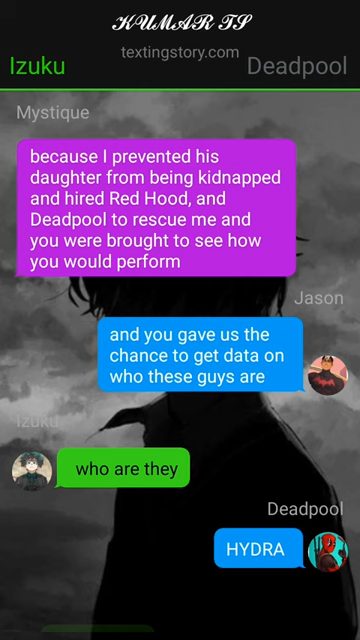 KUMAR TS
textingstory.com
Izuku
Deadpool
Mystique
because I prevented his
daughter from being kidnapped
and hired Red Hood, and
Deadpool to rescue me and
you were brought to see how
you would perform
Jason
and you gave us the
chance to get data on
who these guys are
Izuku
who are they
Deadpool
HYDRA